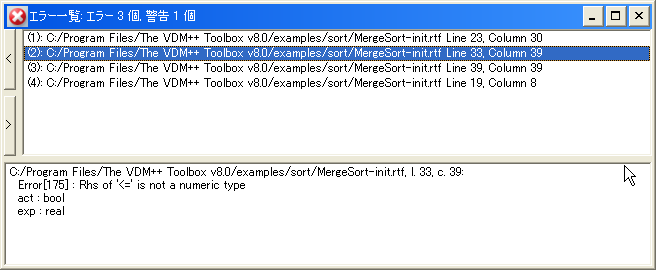 エラー一覧: エラー 3 個, 警告 1 個
(1): C:/Program Files/The VDM++ Toolbox v8.0/examples/sort/MergeSort-init.rtf Line 23, Column 30
(2): C:/Program Files/The VDM++ Toolbox v8.0/examples/sort/MergeSort-init.rtf Line 33, Column 39
(3): C:/Program Files/The VDM++ Toolbox v8.0/examples/sort/MergeSort-init.rtf Line 39, Column 39
(4): C:/Program Files/The VDM++ Toolbox v8.0/examples/sort/MergeSort-init.rtf Line 19, Column 8
<
>
C:/Program Files/The VDM++ Toolbox v8.0/examples/sort/MergeSort-init.rtf, l. 33, c. 39:
Error[175] : Rhs of '<=' is not a numeric type
act : bool
exp : real